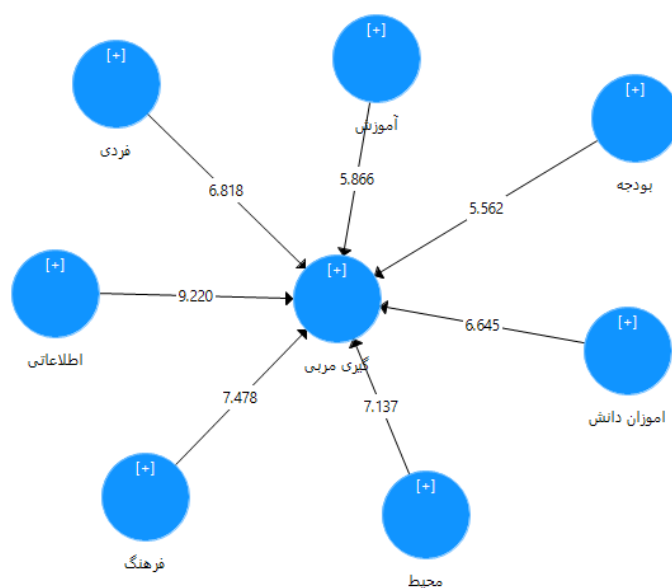 [+]
آموزش
[+]
فردی
[+]
بودجه
6.818
5.866
5.562
[+]
اطلاعاتی
9.220
[+]
گیری مربی
6.645
[+]
اموزان دانش
7.478
7.137
[+]
فرهنگ
[+]
محیط